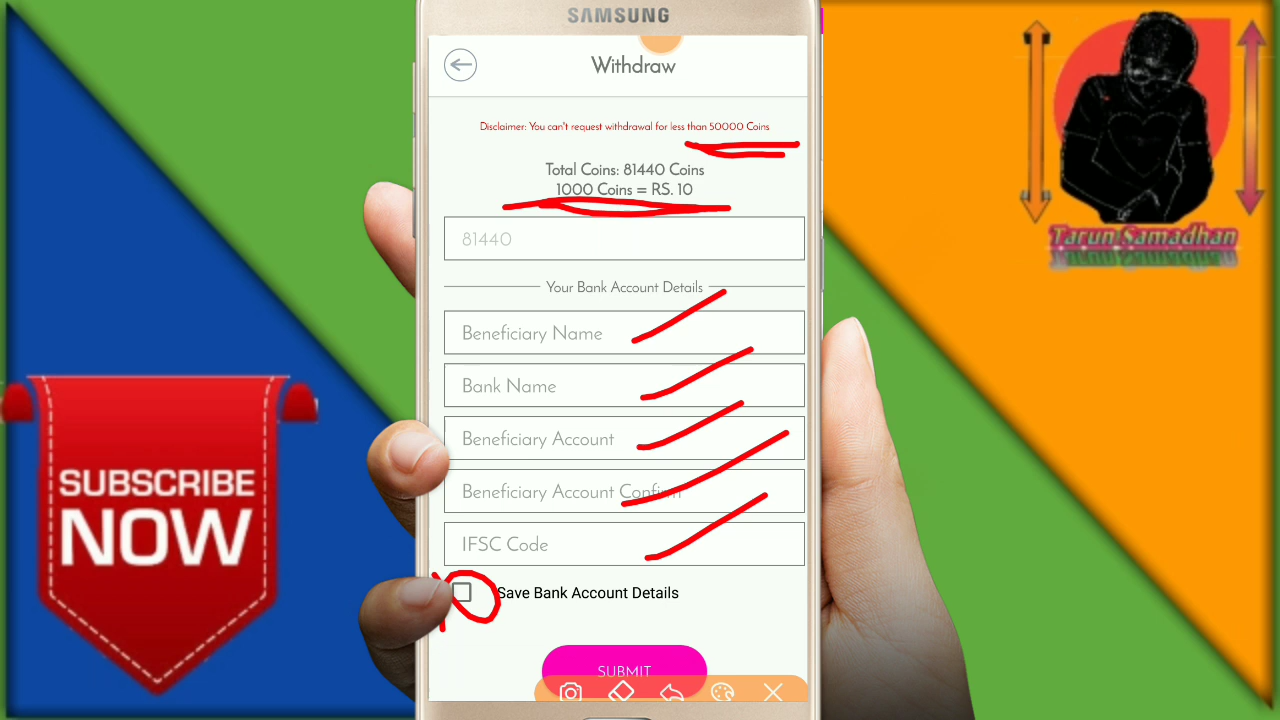 SAMSUNG
Withdraw
Disclaimer: You can't request withdrawal for less than 50000 Coins
Total Coins: 81440 Coins
1000 Coins = RS. 10
81440
Your Bank Account Details
Beneficiary Name
Bank Name
Beneficiary Account
Beneficiary Account Confirm
IFSC Code
Save Bank Account Details
SUBMIT
SUBSCRIBE
NOW
Tarun Samadhan